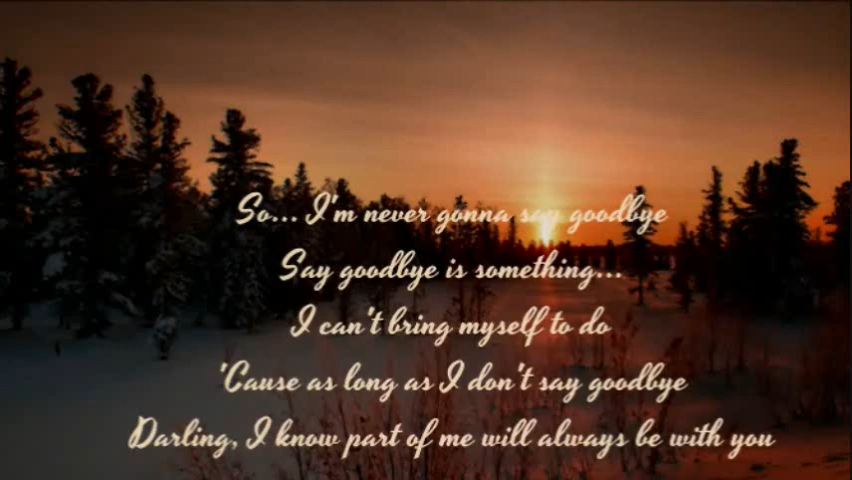 So... I'm never gonna say goodbye
Say goodbye is something...
I can't bring myself to do
'Cause as long as I don't say goodbye
Darling, I know part of me will always be with you